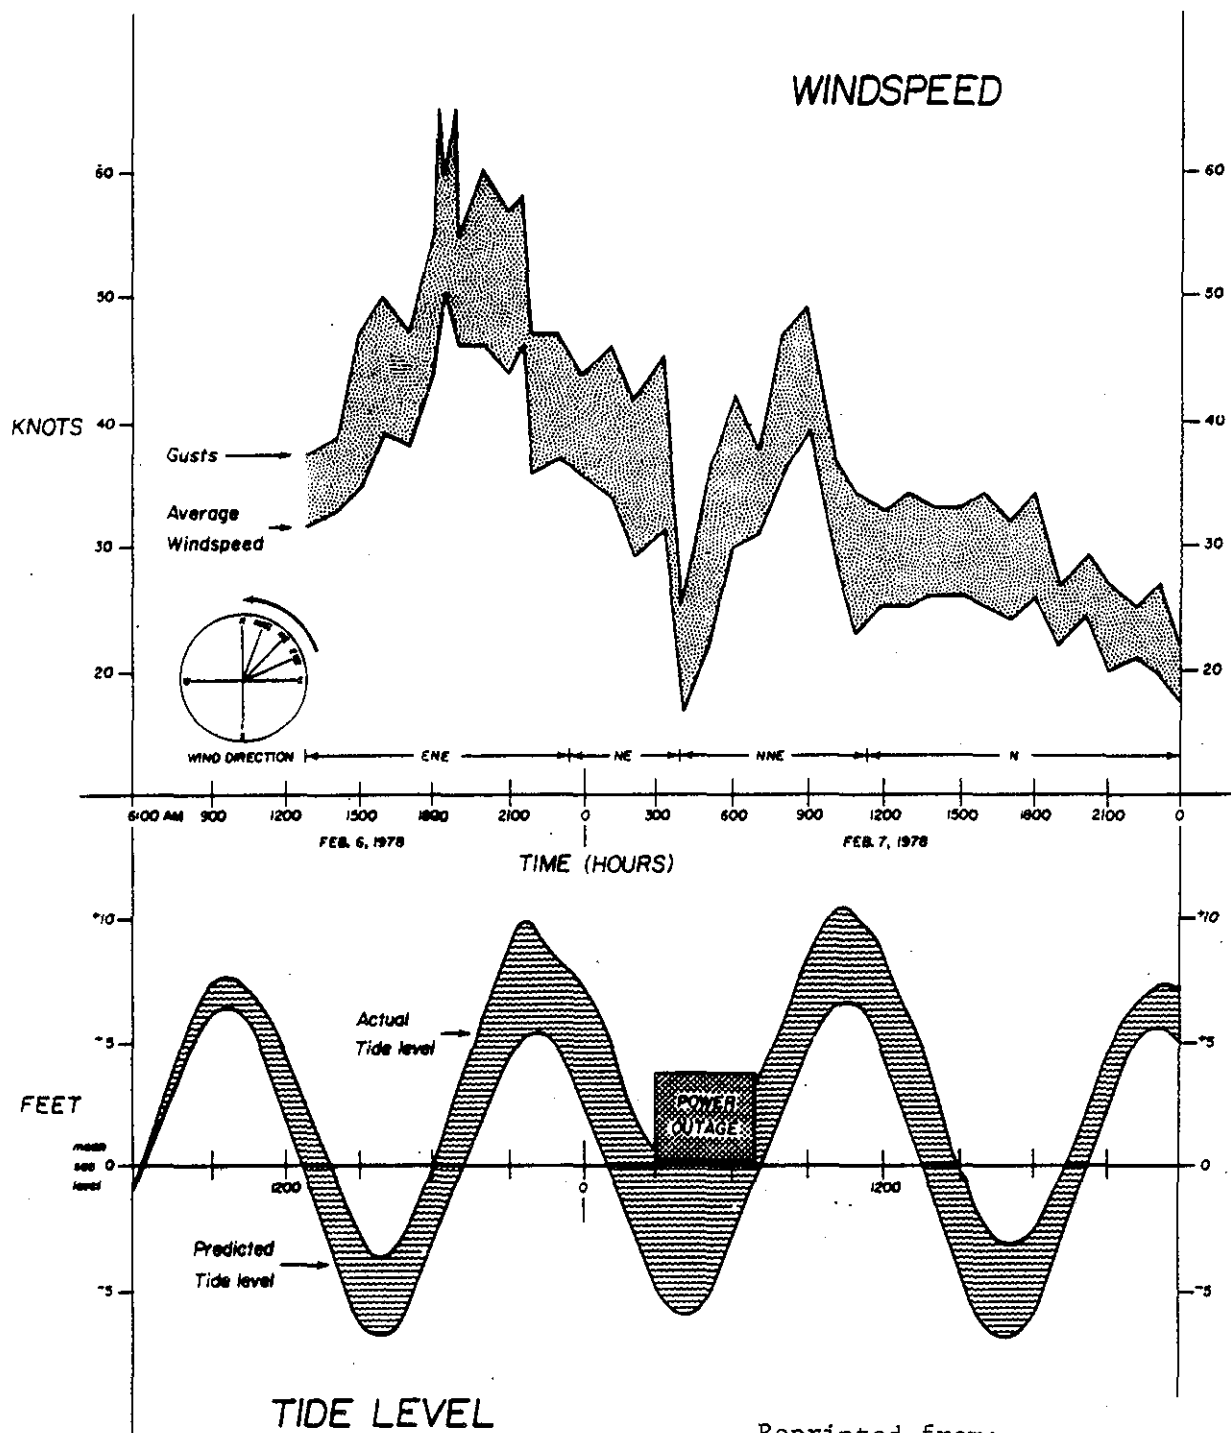 WINDSPEED
60
60
50
50
KNOTS
40
40
Gusts
Average
Windspeed
30
30
20
20
WIND DIRECTION
ENE
NE
NNE
N
6:00 AM 900 1200 1500 1800 2100 0 300 600 900 1200 1500 1800 2100 0
FEB. 6, 1978
FEB. 7, 1978
TIME (HOURS)
+10
+10
Actual
Tide level
+5
+5
FEET
POWER
OUTAGE
mean
sea
level
0
0
1200
0
1200
Predicted
Tide level
-5
-5
TIDE LEVEL
Reprinted from: